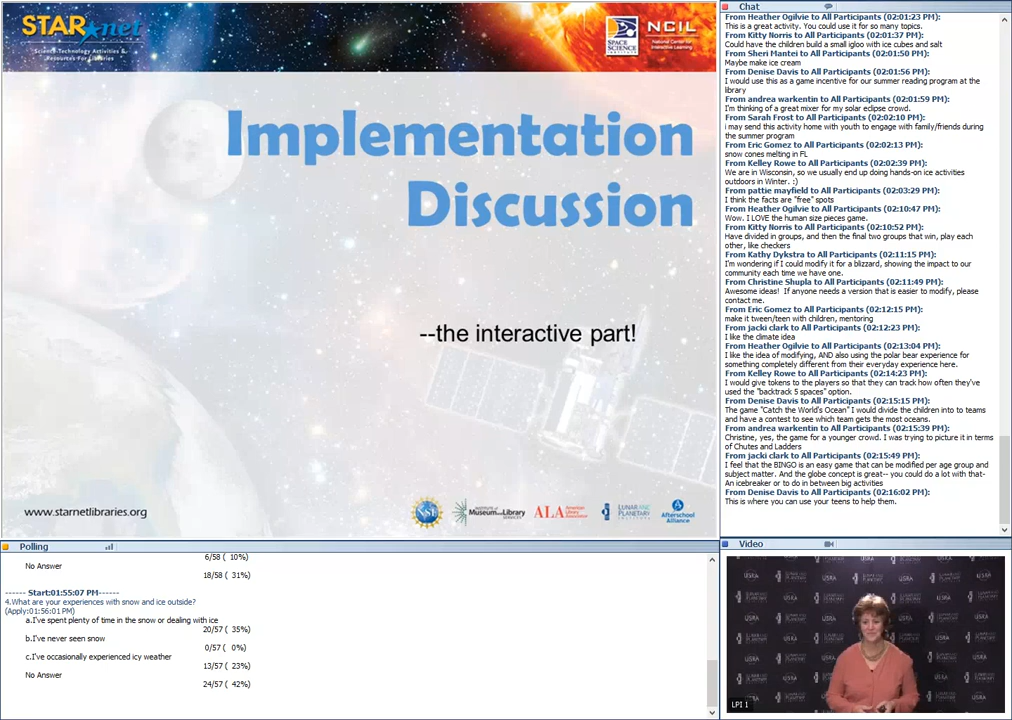 STAR net
Science-Technology Activities &
Resources For Libraries
SPACE
SCIENCE
INSTITUTE
NCIL
National Center for
Interactive Learning
Implementation
Discussion
--the interactive part!
www.starnetlibraries.org
INSTITUTE of
Museum and Library
SERVICES
ALA American
Library
Association
LUNAR AND
PLANETARY
INSTITUTE
Afterschool
Alliance
Chat
From Heather Ogilvie to All Participants (02:01:23 PM):
This is a great activity. You could use it for so many topics.
From Kitty Norris to All Participants (02:01:37 PM):
Could have the children build a small igloo with ice cubes and salt
From Sheri Mantei to All Participants (02:01:50 PM):
Maybe make ice cream
From Denise Davis to All Participants (02:01:56 PM):
I would use this as a game incentive for our summer reading program at the
library
From andrea warkentin to All Participants (02:01:59 PM):
I'm thinking of a great mixer for my solar eclipse crowd.
From Sarah Frost to All Participants (02:02:10 PM):
i may send this activity home with youth to engage with family/friends during
the summer program
From Eric Gomez to All Participants (02:02:13 PM):
snow cones melting in FL
From Kelley Rowe to All Participants (02:02:39 PM):
We are in Wisconsin, so we usually end up doing hands-on ice activities
outdoors in Winter. :)
From pattie mayfield to All Participants (02:03:29 PM):
I think the facts are "free" spots
From Heather Ogilvie to All Participants (02:10:47 PM):
Wow. I LOVE the human size pieces game.
From Kitty Norris to All Participants (02:10:52 PM):
Have divided in groups, and then the final two groups that win, play each
other, like checkers
From Kathy Dykstra to All Participants (02:11:15 PM):
I'm wondering if I could modify it for a blizzard, showing the impact to our
community each time we have one.
From Christine Shupla to All Participants (02:11:49 PM):
Awesome ideas! If anyone needs a version that is easier to modify, please
contact me.
From Eric Gomez to All Participants (02:12:15 PM):
make it tween/teen with children, mentoring
From jacki clark to All Participants (02:12:23 PM):
I like the climate idea
From Heather Ogilvie to All Participants (02:13:04 PM):
I like the idea of modifying, AND also using the polar bear experience for
something completely different from their everyday experience here.
From Kelley Rowe to All Participants (02:14:23 PM):
I would give tokens to the players so that they can track how often they've
used the "backtrack 5 spaces" option.
From Denise Davis to All Participants (02:15:15 PM):
The game "Catch the World's Ocean" I would divide the children into to teams
and have a contest to see which team gets the most oceans.
From andrea warkentin to All Participants (02:15:39 PM):
Christine, yes, the game for a younger crowd. I was trying to picture it in terms
of Chutes and Ladders
From jacki clark to All Participants (02:15:49 PM):
I feel that the BINGO is an easy game that can be modified per age group and
subject matter. And the globe concept is great-- you could do a lot with that-
An icebreaker or to do in between big activities
From Denise Davis to All Participants (02:16:02 PM):
This is where you can use your teens to help them.
Polling
6/58 ( 10%)
No Answer
18/58 ( 31%)
------ Start:01:55:07 PM------
4.What are your experiences with snow and ice outside?
(Apply:01:56:01 PM)
a.I've spent plenty of time in the snow or dealing with ice
20/57 ( 35%)
b.I've never seen snow
0/57 ( 0%)
c.I've occasionally experienced icy weather
13/57 ( 23%)
No Answer
24/57 ( 42%)
Video
USRA
LPI 1